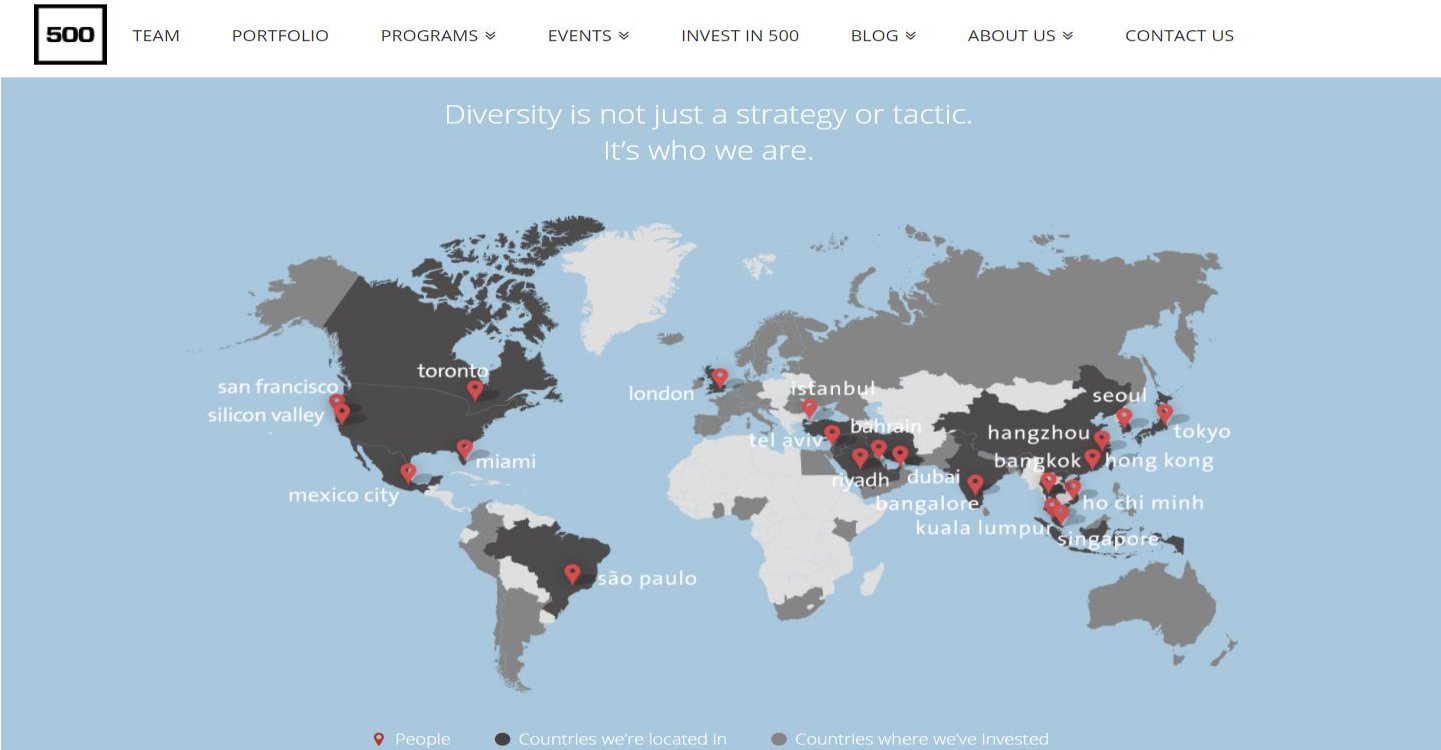 500 TEAM PORTFOLIO PROGRAMS EVENTS INVEST IN 500 BLOG ABOUT US CONTACT US
Diversity is not just a strategy or tactic.
It's who we are.
toronto
san francisco
silicon valley
miami
mexico city
são paulo
london
istanbul
tel aviv
bahrain
riyadh
dubai
bangalore
kuala lumpur
singapore
ho chi minh
bangkok
hong kong
hangzhou
seoul
tokyo
People Countries we're located in Countries where we've invested